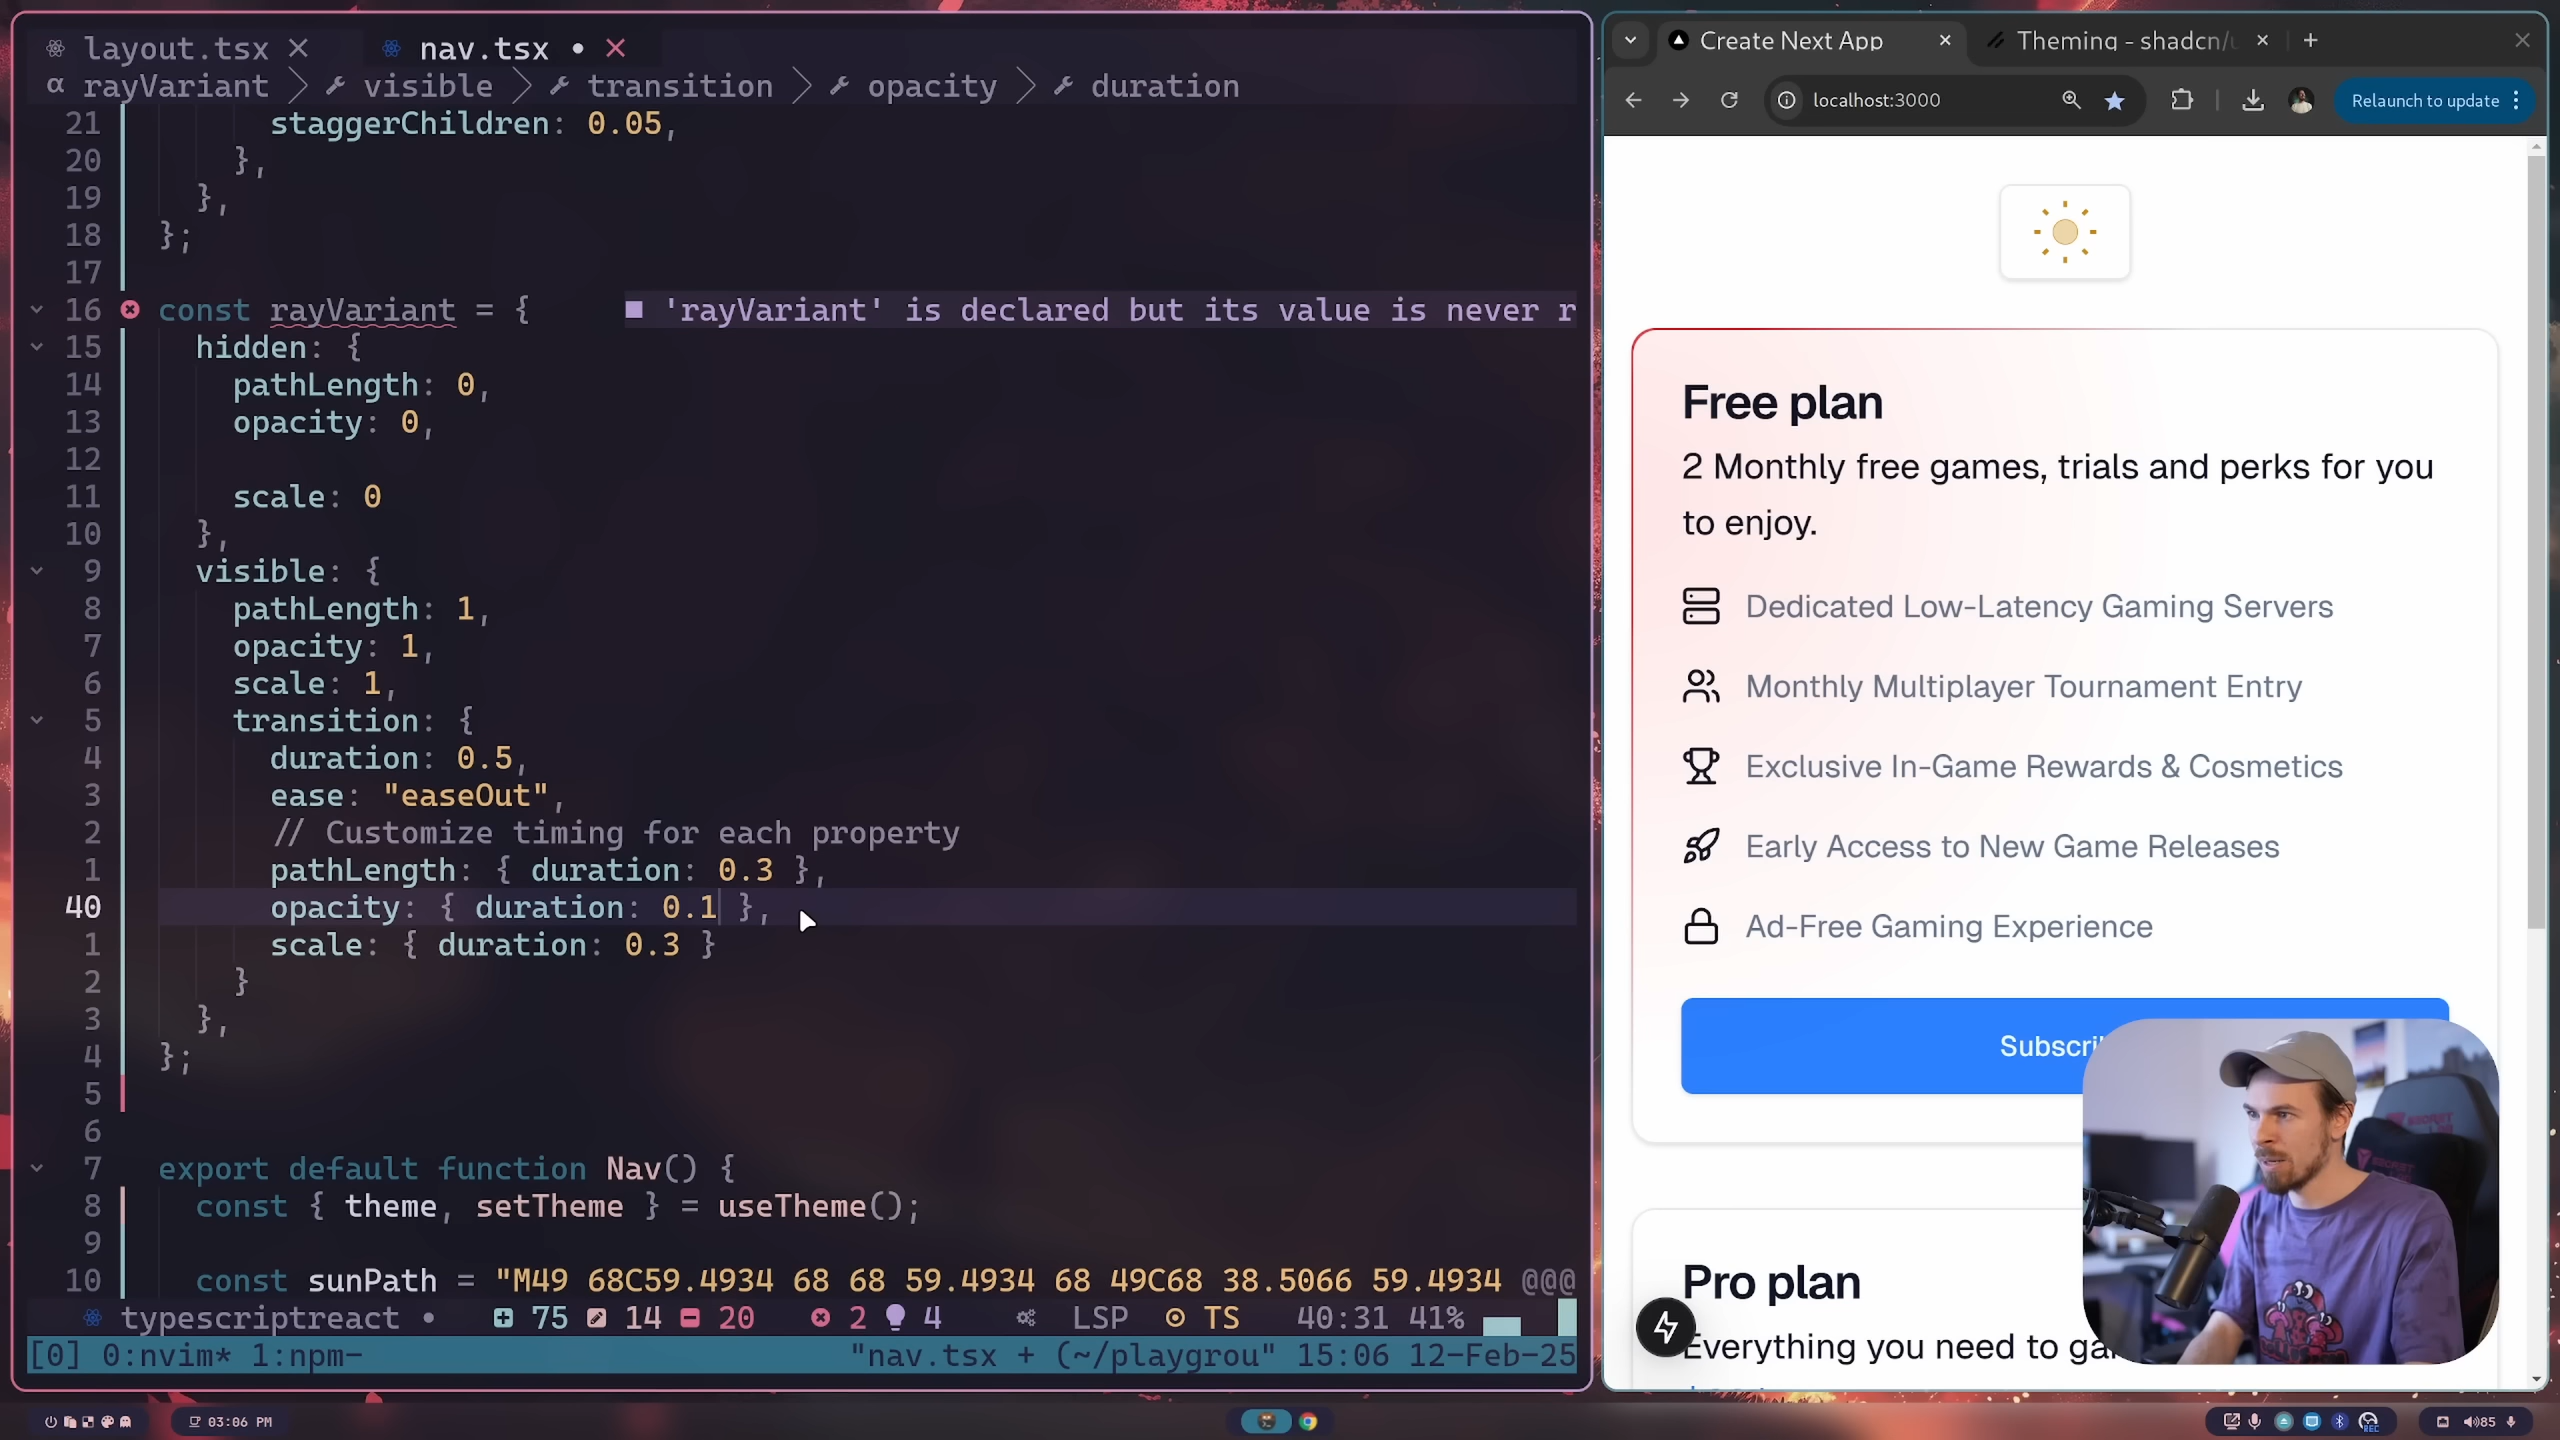 layout.tsx
nav.tsx
α rayVariant visible transition opacity duration
21 staggerChildren: 0.05,
20 },
19 },
18 };
17
16 const rayVariant = { 'rayVariant' is declared but its value is never r
15 hidden: {
14 pathLength: 0,
13 opacity: 0,
12
11 scale: 0
10 },
9 visible: {
8 pathLength: 1,
7 opacity: 1,
6 scale: 1,
5 transition: {
4 duration: 0.5,
3 ease: "easeOut",
2 // Customize timing for each property
1 pathLength: { duration: 0.3 },
40 opacity: { duration: 0.1 },
1 scale: { duration: 0.3 }
2 }
3 },
4 };
5
6
7 export default function Nav() {
8 const { theme, setTheme } = useTheme();
9
10 const sunPath = "M49 68C59.4934 68 68 59.4934 68 49C68 38.5066 59.4934 @@@
typescriptreact 75 14 20 2 4 LSP TS 40:31 41%
[0] 0:nvim* 1:npm- "nav.tsx + (~/playgrou" 15:06 12-Feb-25
03:06 PM
Create Next App
Theming - shadcn/u
localhost:3000
Relaunch to update
Free plan
2 Monthly free games, trials and perks for you
to enjoy.
Dedicated Low-Latency Gaming Servers
Monthly Multiplayer Tournament Entry
Exclusive In-Game Rewards & Cosmetics
Early Access to New Game Releases
Ad-Free Gaming Experience
Subscri
Pro plan
Everything you need to ga
REC
85